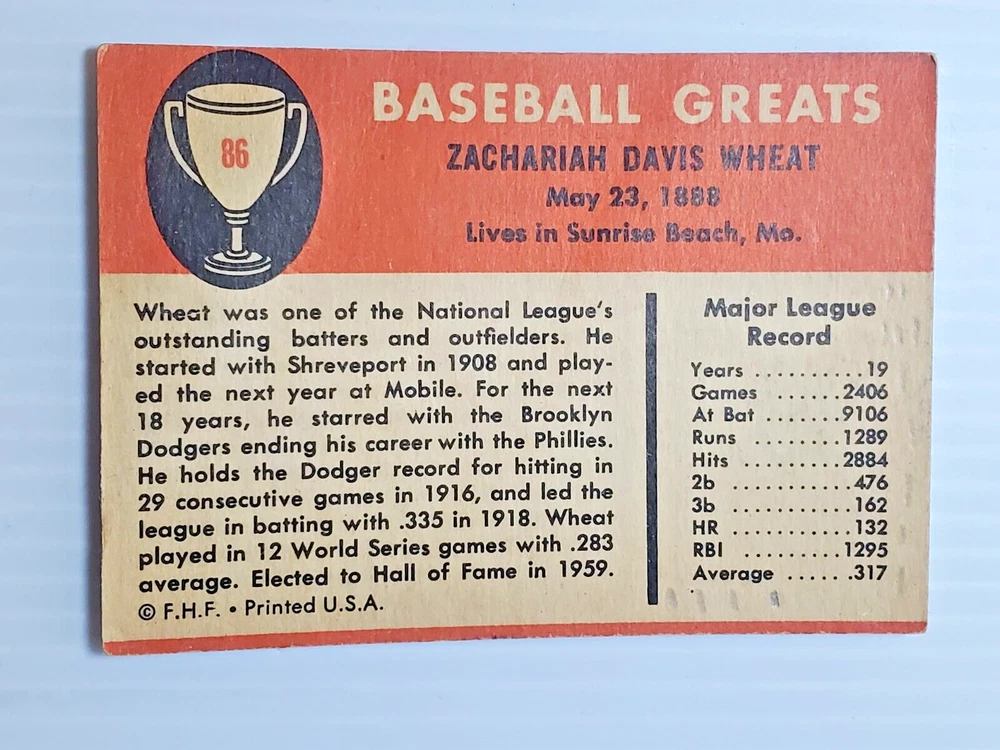 86
BASEBALL GREATS
ZACHARIAH DAVIS WHEAT
May 23, 1888
Lives in Sunrise Beach, Mo.
Wheat was one of the National League's
outstanding batters and outfielders. He
started with Shreveport in 1908 and play-
ed the next year at Mobile. For the next
18 years, he starred with the Brooklyn
Dodgers ending his career with the Phillies.
He holds the Dodger record for hitting in
29 consecutive games in 1916, and led the
league in batting with .335 in 1918. Wheat
played in 12 World Series games with .283
average. Elected to Hall of Fame in 1959.
© F.H.F. • Printed U.S.A.
Major League
Record
Years ..........19
Games ......2406
At Bat .......9106
Runs ........1289
Hits .........2884
2b ...........476
3b ...........162
HR ...........132
RBI .........1295
Average ......317